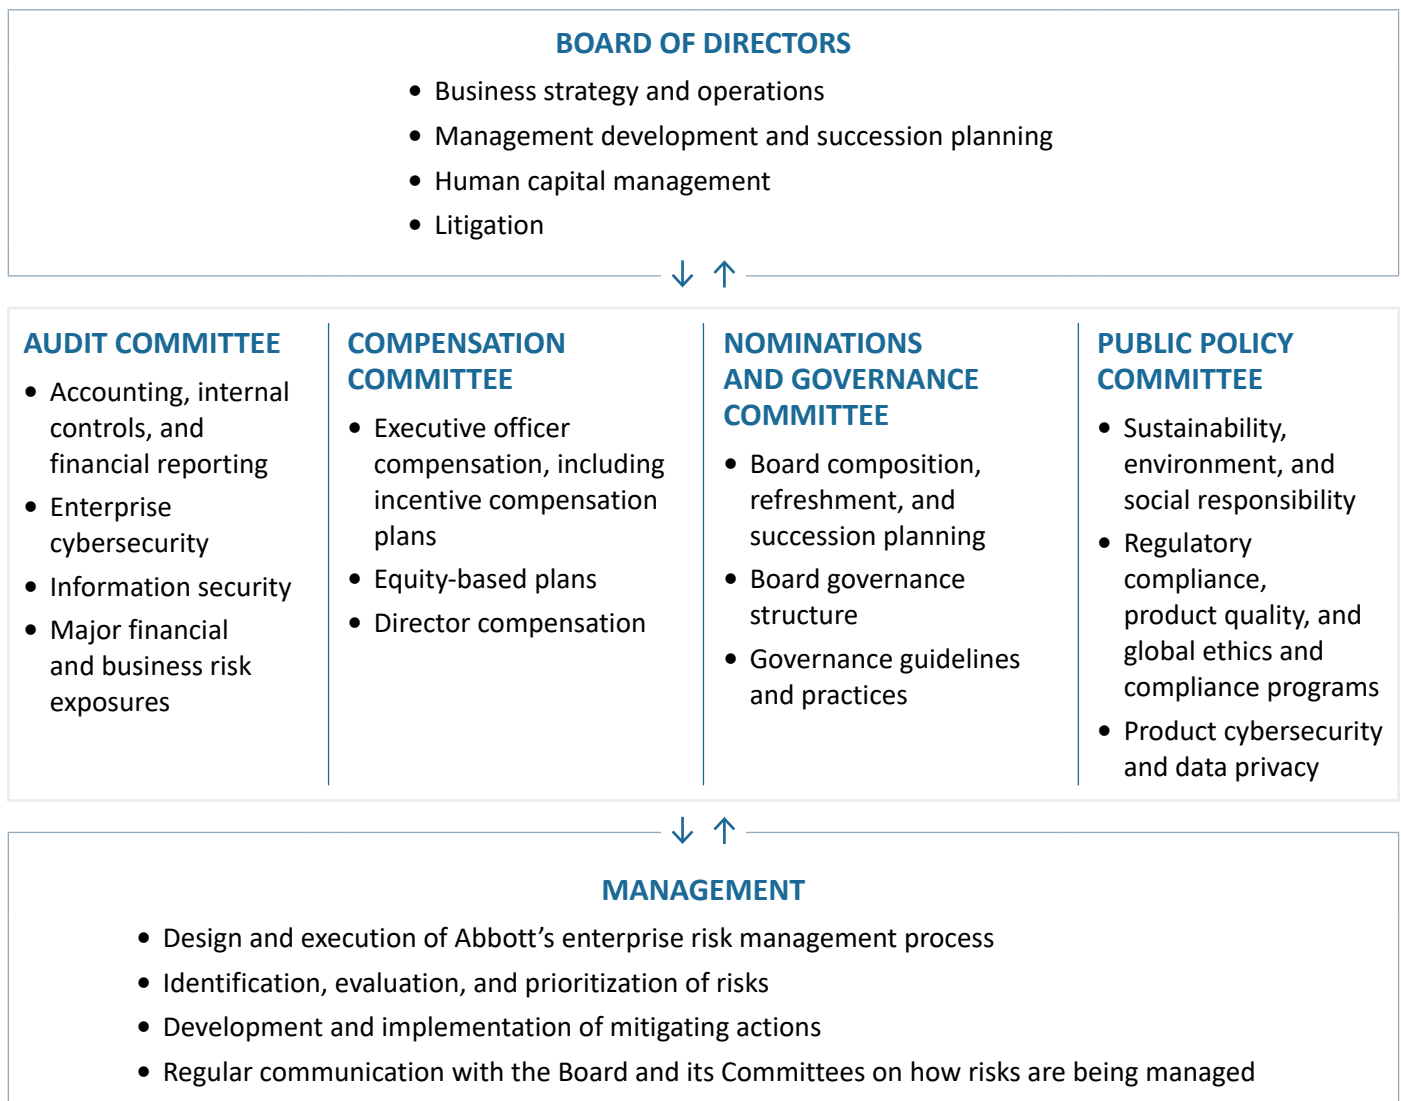 BOARD OF DIRECTORS
• Business strategy and operations
• Management development and succession planning
• Human capital management
• Litigation
AUDIT COMMITTEE
• Accounting, internal
controls, and
financial reporting
• Enterprise
cybersecurity
• Information security
• Major financial
and business risk
exposures
COMPENSATION
COMMITTEE
• Executive officer
compensation, including
incentive compensation
plans
• Equity-based plans
• Director compensation
NOMINATIONS
AND GOVERNANCE
COMMITTEE
• Board composition,
refreshment, and
succession planning
• Board governance
structure
• Governance guidelines
and practices
PUBLIC POLICY
COMMITTEE
• Sustainability,
environment, and
social responsibility
• Regulatory
compliance,
product quality, and
global ethics and
compliance programs
• Product cybersecurity
and data privacy
MANAGEMENT
• Design and execution of Abbott’s enterprise risk management process
• Identification, evaluation, and prioritization of risks
• Development and implementation of mitigating actions
• Regular communication with the Board and its Committees on how risks are being managed